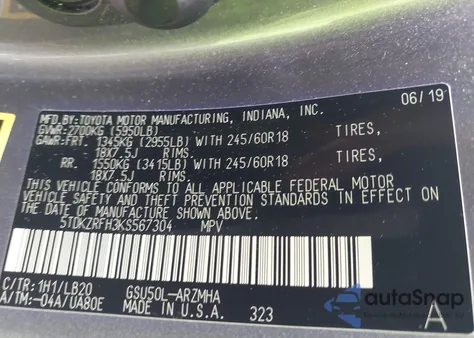 MFD.BY:TOYOTA MOTOR MANUFACTURING, INDIANA, INC. 06/19
GVWR:2700KG (5950LB)
GAWR:FRT. 1345KG (2955LB) WITH 245/60R18 TIRES,
18X7.5J RIMS.
RR. 1550KG (3415LB) WITH 245/60R18 TIRES,
18X7.5J RIMS.
THIS VEHICLE CONFORMS TO ALL APPLICABLE FEDERAL MOTOR
VEHICLE SAFETY AND THEFT PREVENTION STANDARDS IN EFFECT ON
THE DATE OF MANUFACTURE SHOWN ABOVE.
5TDKZRFH3KS567304 MPV
C/TR:1H1/LB20 GSU50L-ARZMHA
A/TM:-04A/UA80E MADE IN U.S.A. 323 A
autoSnap